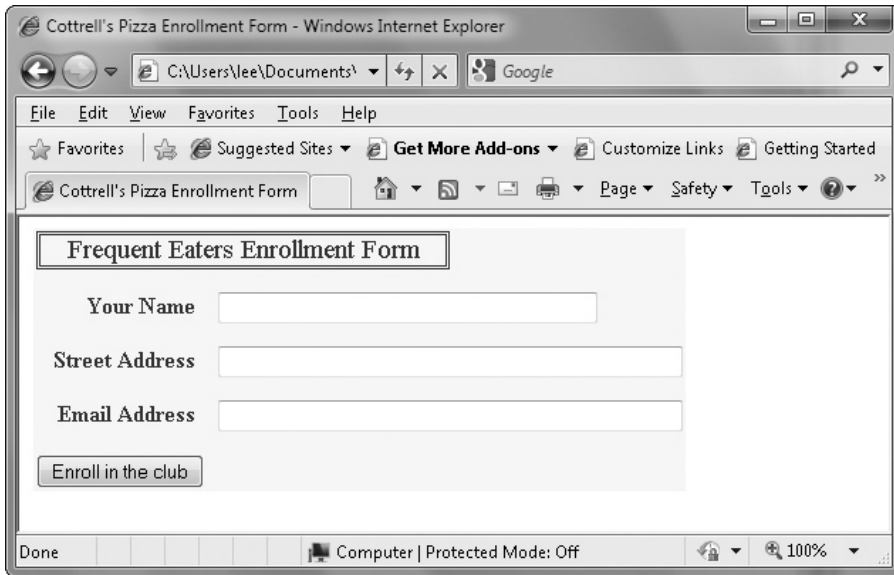 Cottrell's Pizza Enrollment Form - Windows Internet Explorer
C:\Users\lee\Documents\ Google
File Edit View Favorites Tools Help
Favorites Suggested Sites Get More Add-ons Customize Links Getting Started
Cottrell's Pizza Enrollment Form Page Safety Tools
Frequent Eaters Enrollment Form
Your Name
Street Address
Email Address
Enroll in the club
Done Computer | Protected Mode: Off 100%